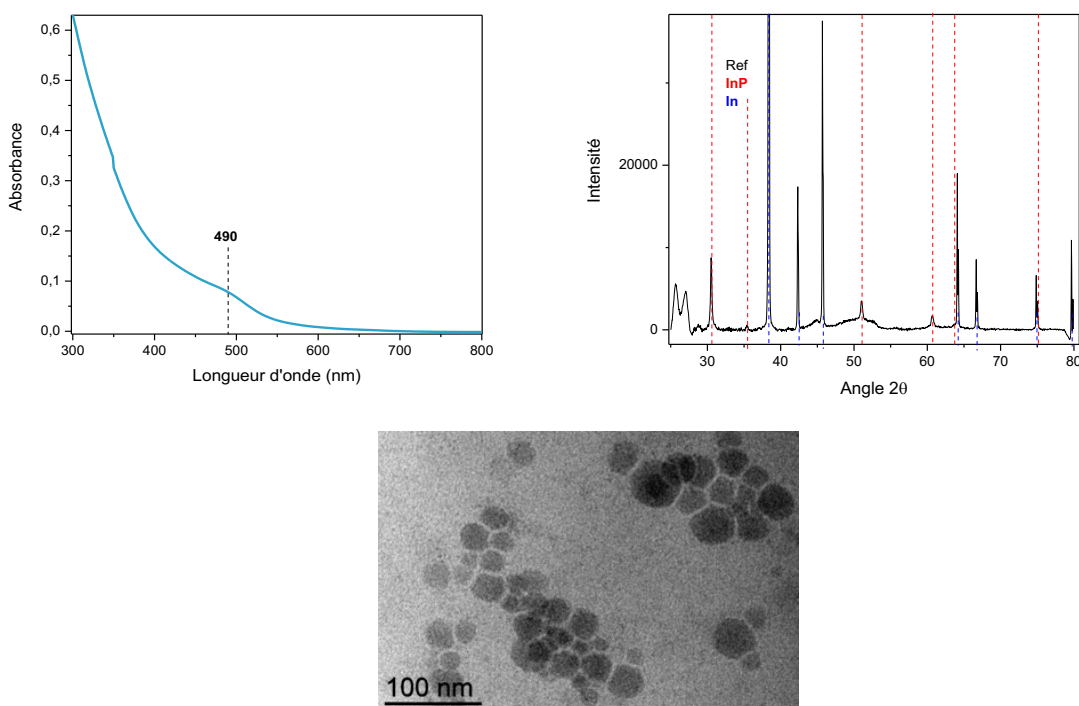 0,6
0,5
0,4
0,3
0,2
0,1
0,0
Absorbance
490
300 400 500 600 700 800
Longueur d'onde (nm)
20000
0
Intensité
Ref
InP
In
30 40 50 60 70 80
Angle 2θ
100 nm